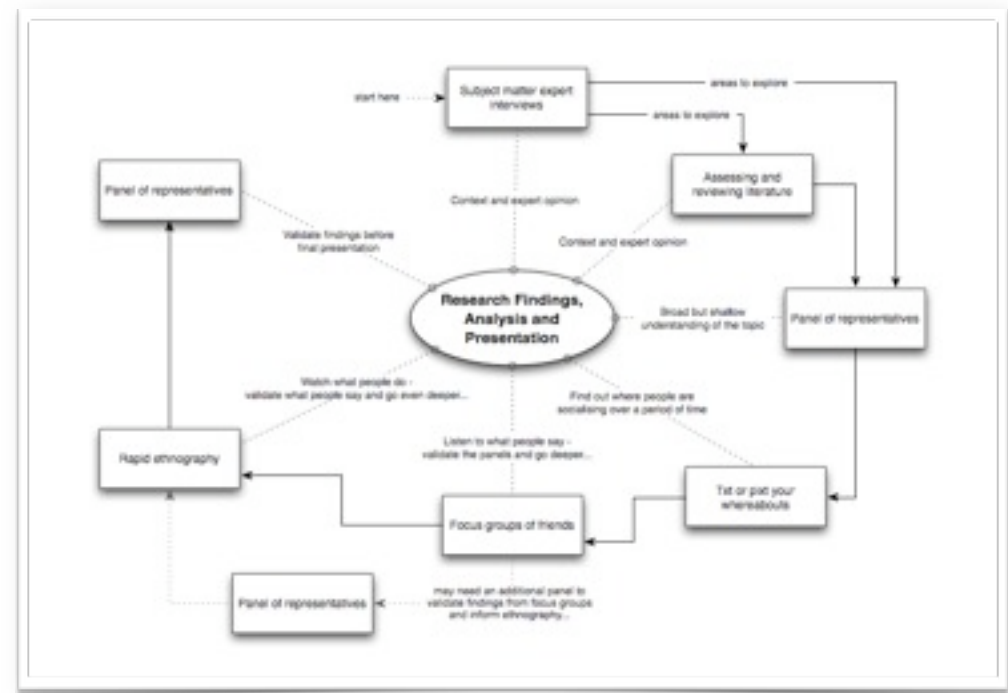 start here
Subject matter expert
interviews
areas to explore
areas to explore
Assessing and
reviewing literature
Panel of representatives
Context and expert opinion
Validate findings before
final presentation
Context and expert opinion
Research Findings,
Analysis and
Presentation
Broad but shallow
understanding of the topic
Panel of representatives
Watch what people do -
validate what people say and go even deeper...
Find out where people are
socialising over a period of time
Listen to what people say -
validate the panels and go deeper...
Rapid ethnography
Txt or pxt your
whereabouts
Focus groups of friends
Panel of representatives
may need an additional panel to
validate findings from focus groups
and inform ethnography...